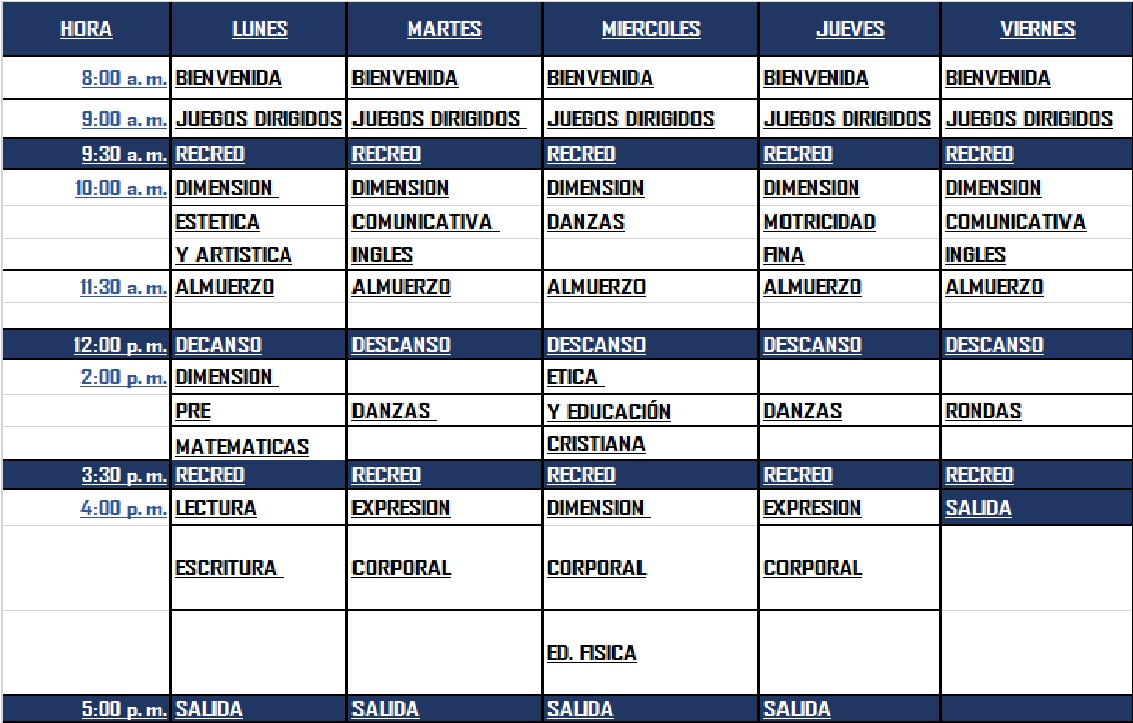 HORA LUNES MARTES MIERCOLES JUEVES VIERNES
8:00 a. m. BIENVENIDA BIENVENIDA BIENVENIDA BIENVENIDA BIENVENIDA
9:00 a. m. JUEGOS DIRIGIDOS JUEGOS DIRIGIDOS JUEGOS DIRIGIDOS JUEGOS DIRIGIDOS JUEGOS DIRIGIDOS
9:30 a. m. RECREO RECREO RECREO RECREO RECREO
10:00 a. m. DIMENSION DIMENSION DIMENSION DIMENSION DIMENSION
ESTETICA COMUNICATIVA DANZAS MOTRICIDAD COMUNICATIVA
Y ARTISTICA INGLES FINA INGLES
11:30 a. m. ALMUERZO ALMUERZO ALMUERZO ALMUERZO ALMUERZO
12:00 p. m. DECANSO DESCANSO DESCANSO DESCANSO DESCANSO
2:00 p. m. DIMENSION ETICA
PRE DANZAS Y EDUCACIÓN DANZAS RONDAS
MATEMATICAS CRISTIANA
3:30 p. m. RECREO RECREO RECREO RECREO RECREO
4:00 p. m. LECTURA EXPRESION DIMENSION EXPRESION SALIDA
ESCRITURA CORPORAL CORPORAL CORPORAL
ED. FISICA
5:00 p. m. SALIDA SALIDA SALIDA SALIDA